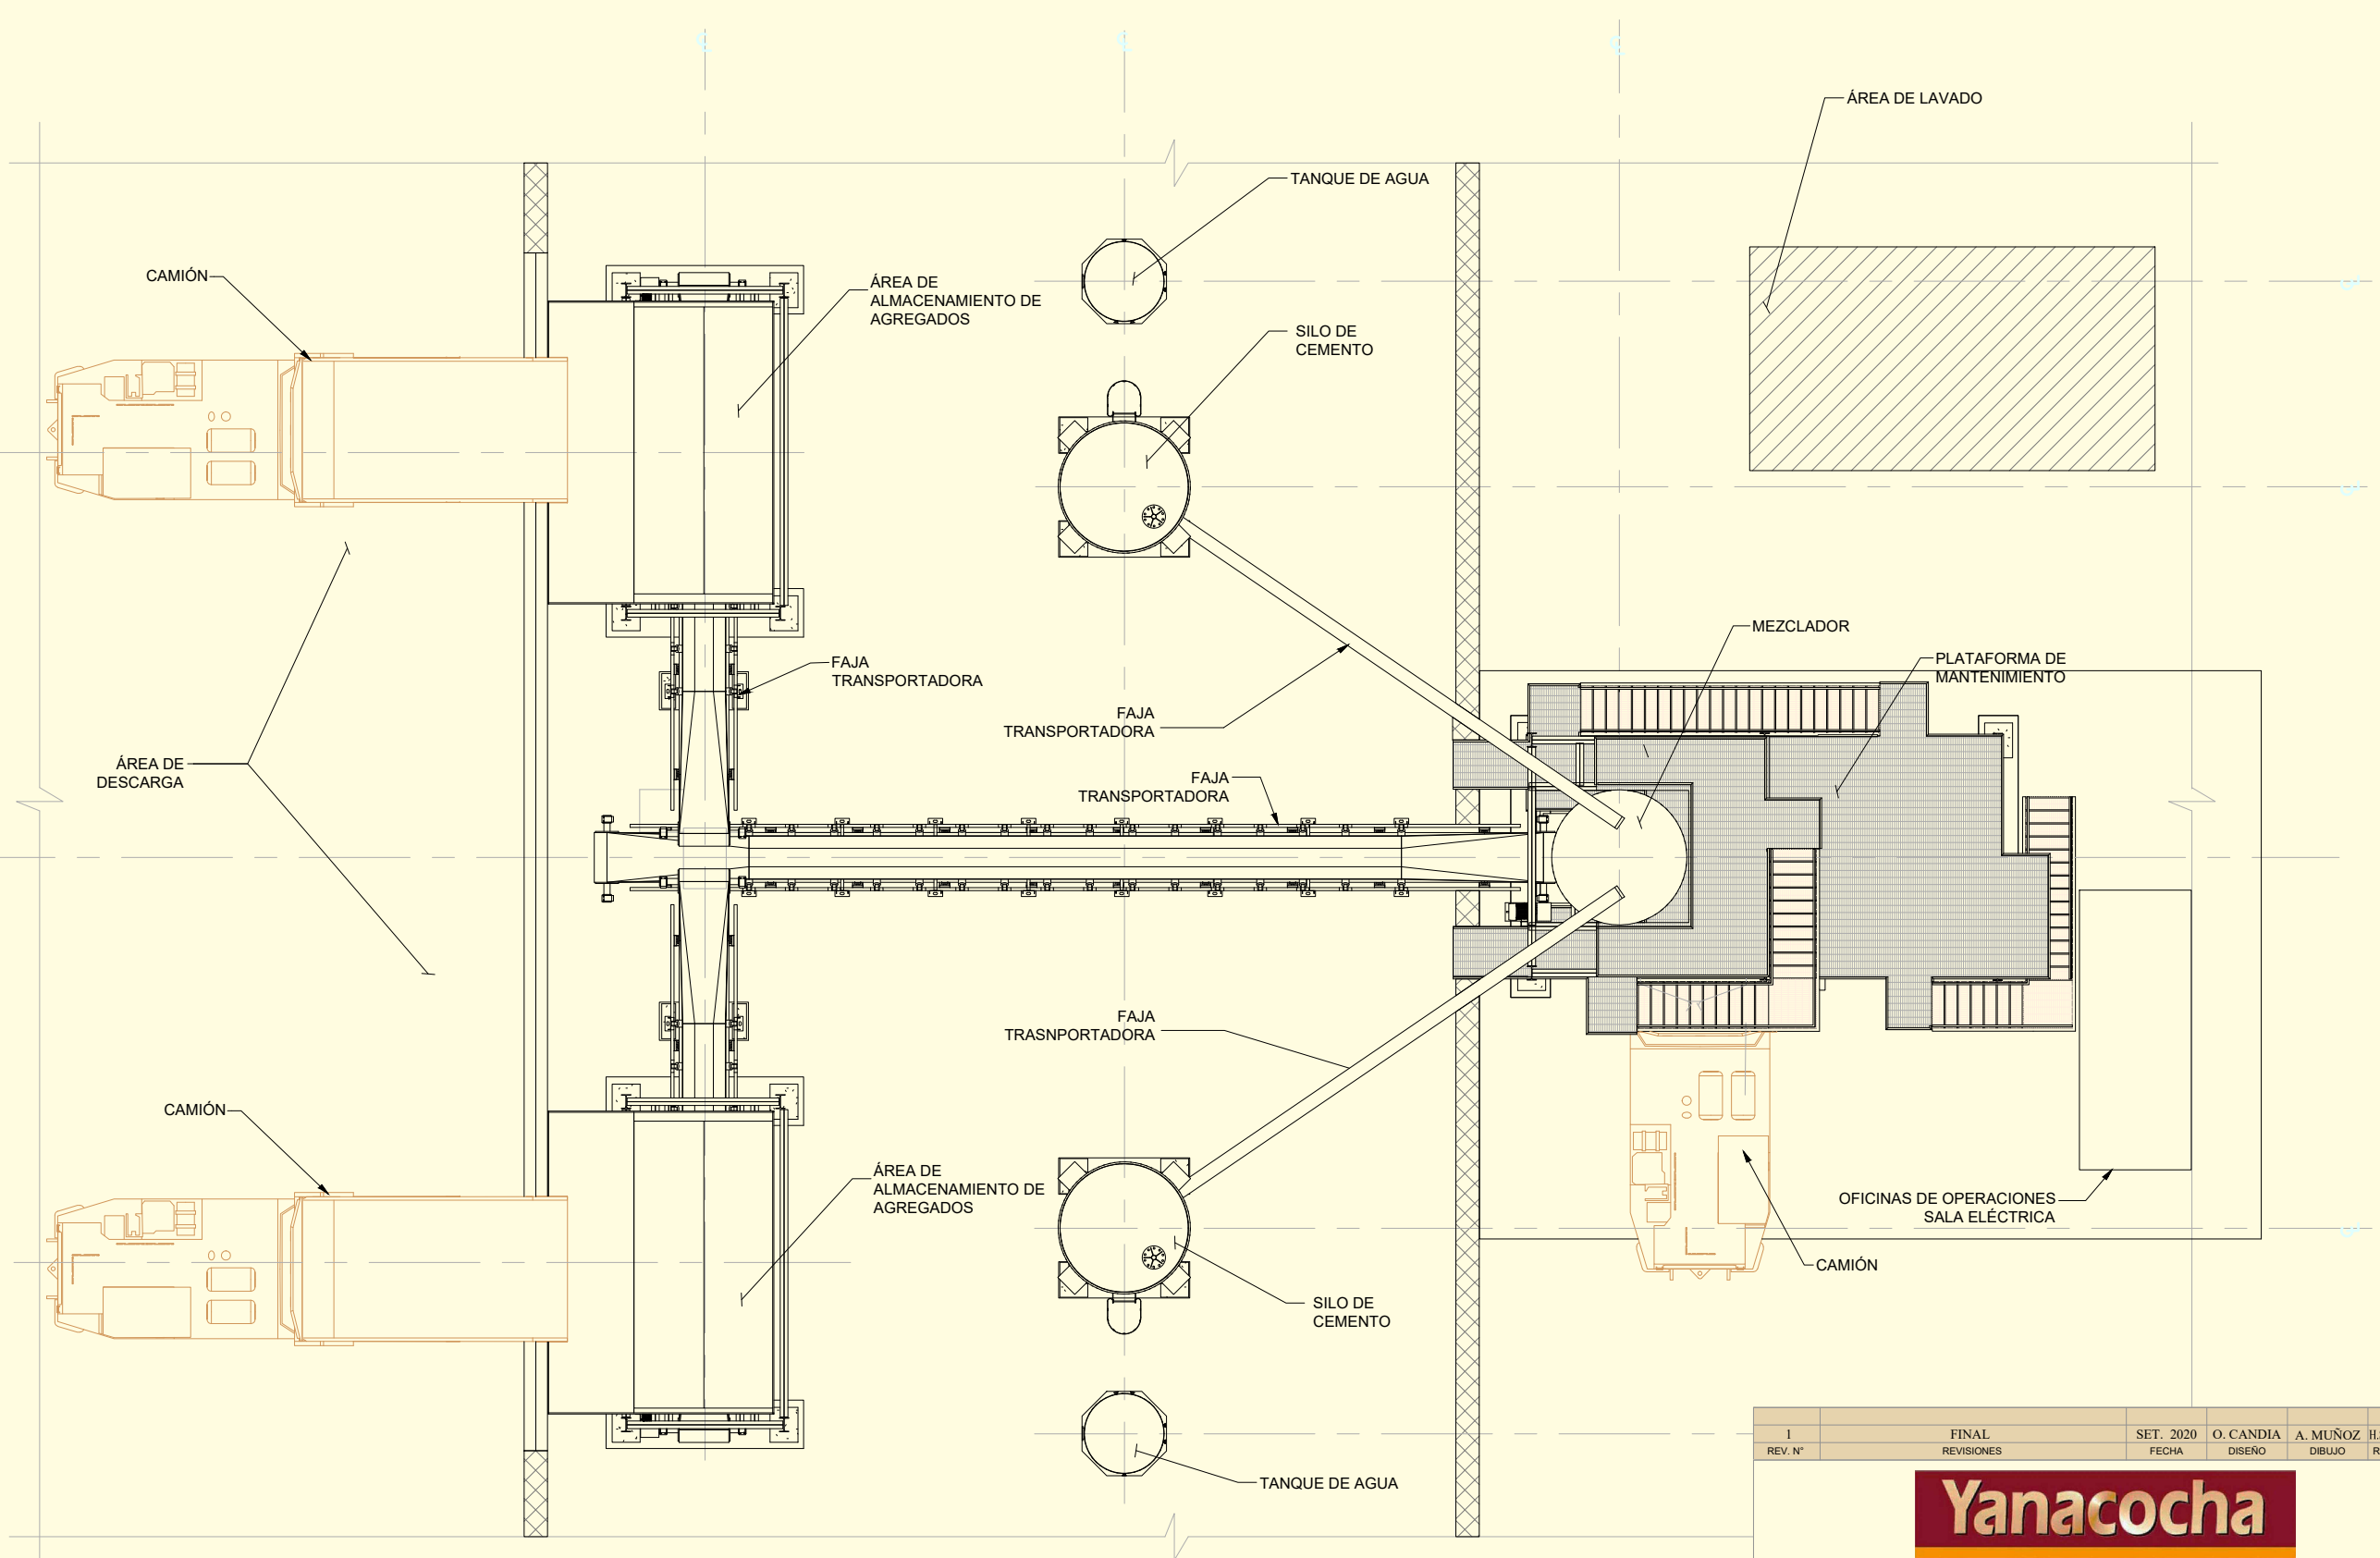 ÁREA DE LAVADO
TANQUE DE AGUA
CAMIÓN
ÁREA DE
ALMACENAMIENTO DE
AGREGADOS
SILO DE
CEMENTO
MEZCLADOR
PLATAFORMA DE
MANTENIMIENTO
FAJA
TRANSPORTADORA
FAJA
TRANSPORTADORA
ÁREA DE
DESCARGA
FAJA
TRANSPORTADORA
FAJA
TRASNPORTADORA
CAMIÓN
ÁREA DE
ALMACENAMIENTO DE
AGREGADOS
OFICINAS DE OPERACIONES
SALA ELÉCTRICA
CAMIÓN
SILO DE
CEMENTO
TANQUE DE AGUA
1 FINAL SET. 2020 O. CANDIA A. MUÑOZ
REV. N° REVISIONES FECHA DISEÑO DIBUJO
Yanacocha